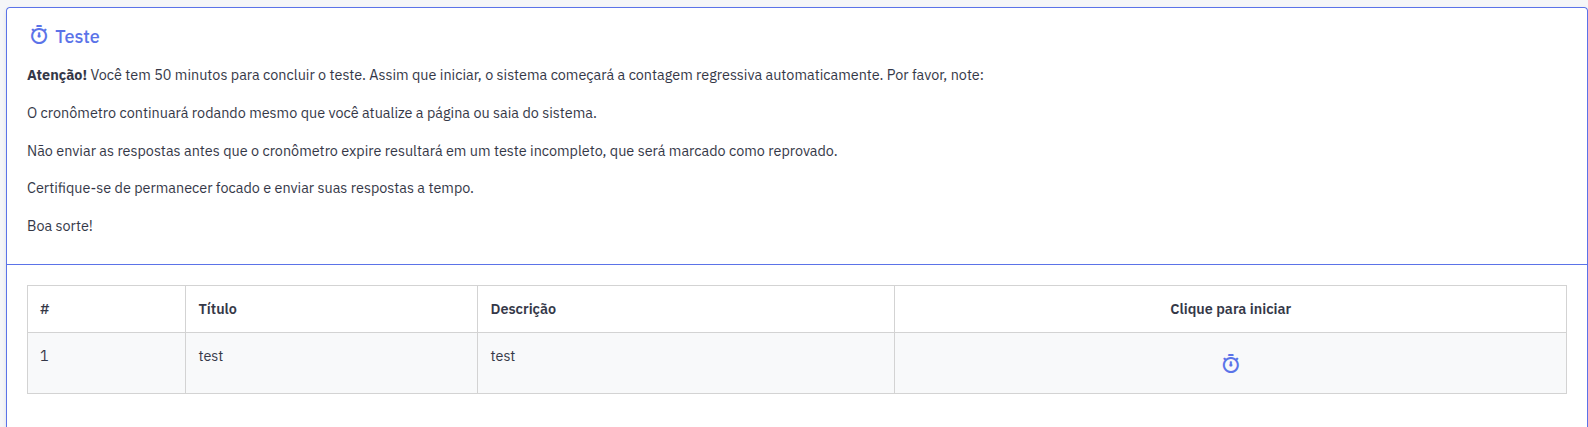 Teste
Atenção! Você tem 50 minutos para concluir o teste. Assim que iniciar, o sistema começará a contagem regressiva automaticamente. Por favor, note:
O cronômetro continuará rodando mesmo que você atualize a página ou saia do sistema.
Não enviar as respostas antes que o cronômetro expire resultará em um teste incompleto, que será marcado como reprovado.
Certifique-se de permanecer focado e enviar suas respostas a tempo.
Boa sorte!
# Título Descrição Clique para iniciar
1 test test